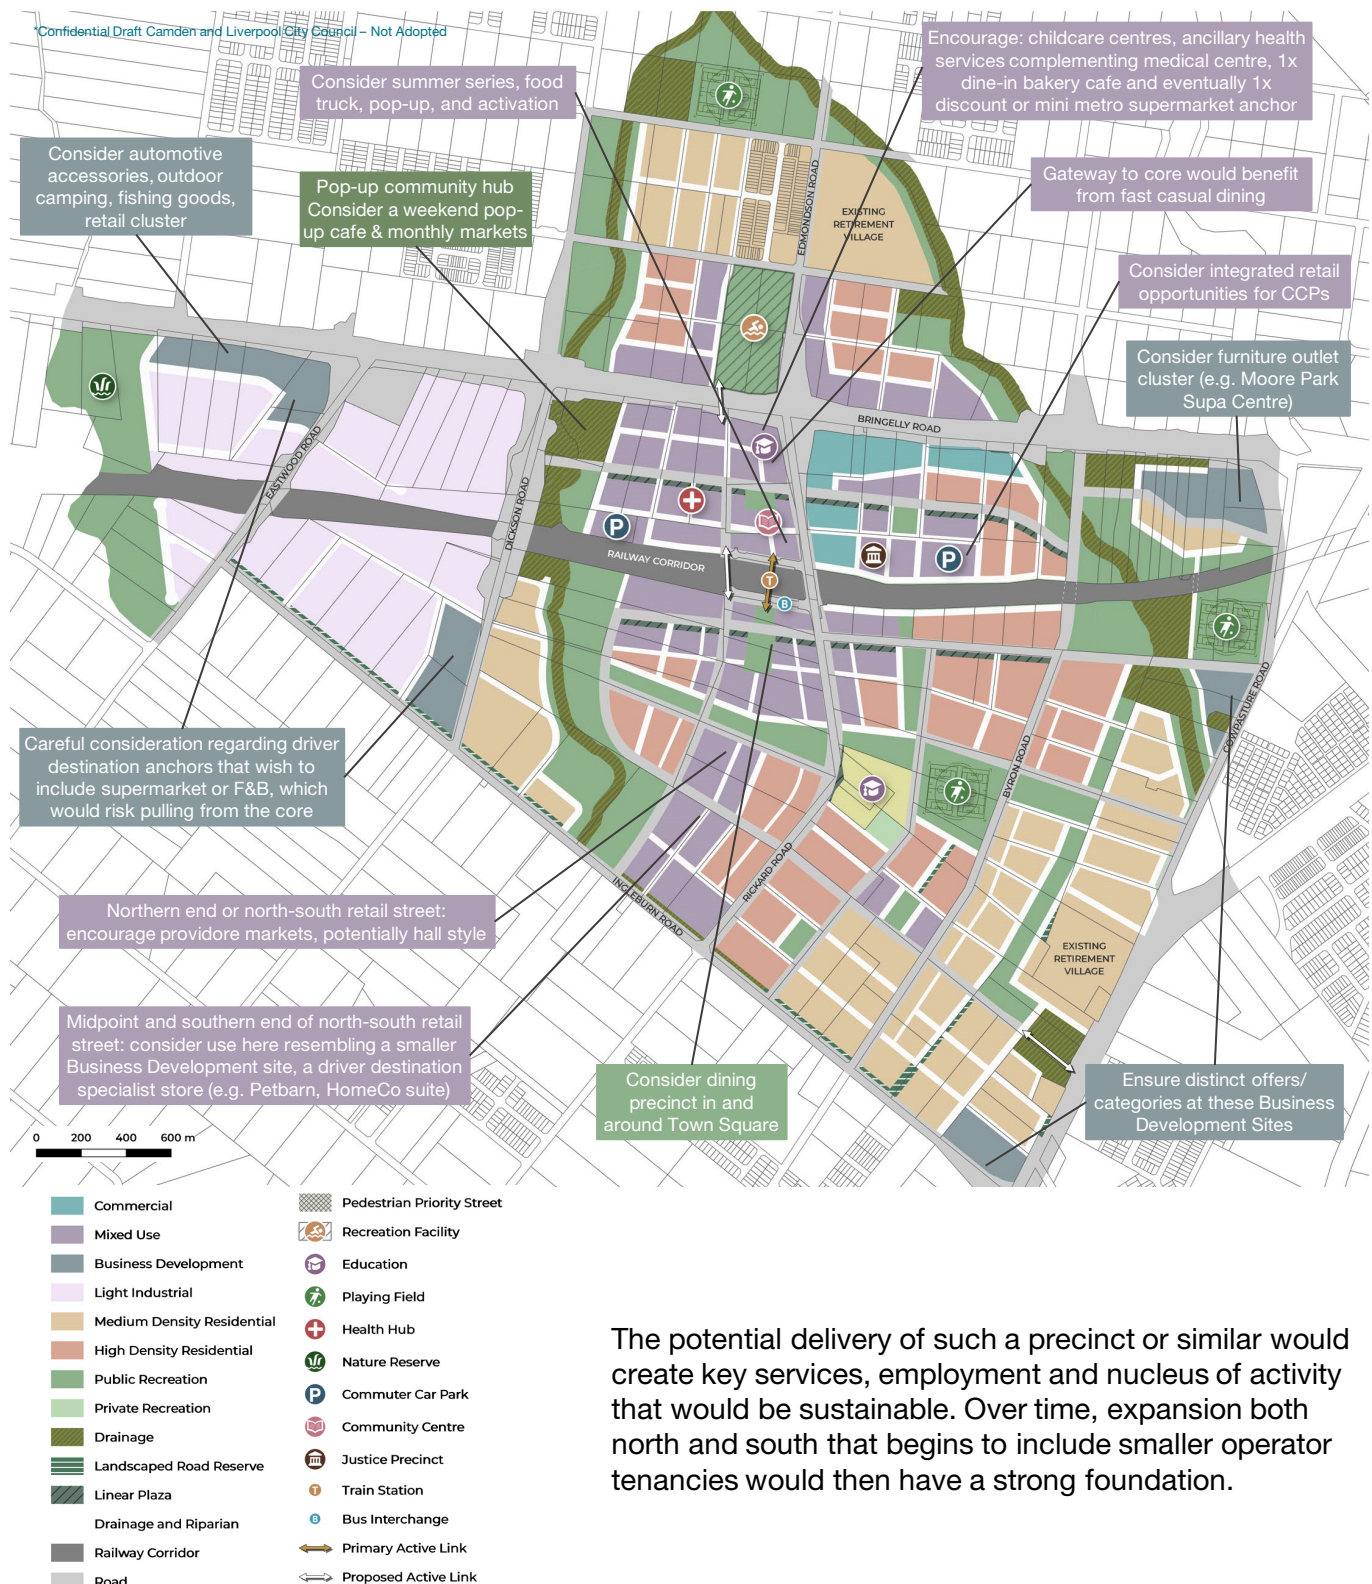 *Confidential Draft Camden and Liverpool City Council – Not Adopted
Encourage: childcare centres, ancillary health
services complementing medical centre, 1x
dine-in bakery cafe and eventually 1x
discount or mini metro supermarket anchor
Consider summer series, food
truck, pop-up, and activation
Consider automotive
accessories, outdoor
camping, fishing goods,
retail cluster
Pop-up community hub
Consider a weekend pop-
up cafe & monthly markets
Gateway to core would benefit
from fast casual dining
Consider integrated retail
opportunities for CCPs
Consider furniture outlet
cluster (e.g. Moore Park
Supa Centre)
EDMONDSON ROAD
EXISTING
RETIREMENT
VILLAGE
BRINGELLY ROAD
EASTWOOD ROAD
DICKSON ROAD
P
RAILWAY CORRIDOR
P
T
B
COWPASTURE ROAD
BYRON ROAD
RICKARD ROAD
INGLEBURN ROAD
EXISTING
RETIREMENT
VILLAGE
Careful consideration regarding driver
destination anchors that wish to
include supermarket or F&B, which
would risk pulling from the core
Northern end or north-south retail street:
encourage providore markets, potentially hall style
Midpoint and southern end of north-south retail
street: consider use here resembling a smaller
Business Development site, a driver destination
specialist store (e.g. Petbarn, HomeCo suite)
Consider dining
precinct in and
around Town Square
Ensure distinct offers/
categories at these Business
Development Sites
0 200 400 600 m
Commercial
Mixed Use
Business Development
Light Industrial
Medium Density Residential
High Density Residential
Public Recreation
Private Recreation
Drainage
Landscaped Road Reserve
Linear Plaza
Drainage and Riparian
Railway Corridor
Road
Pedestrian Priority Street
Recreation Facility
Education
Playing Field
Health Hub
Nature Reserve
P Commuter Car Park
Community Centre
Justice Precinct
T Train Station
B Bus Interchange
Primary Active Link
Proposed Active Link
The potential delivery of such a precinct or similar would
create key services, employment and nucleus of activity
that would be sustainable. Over time, expansion both
north and south that begins to include smaller operator
tenancies would then have a strong foundation.